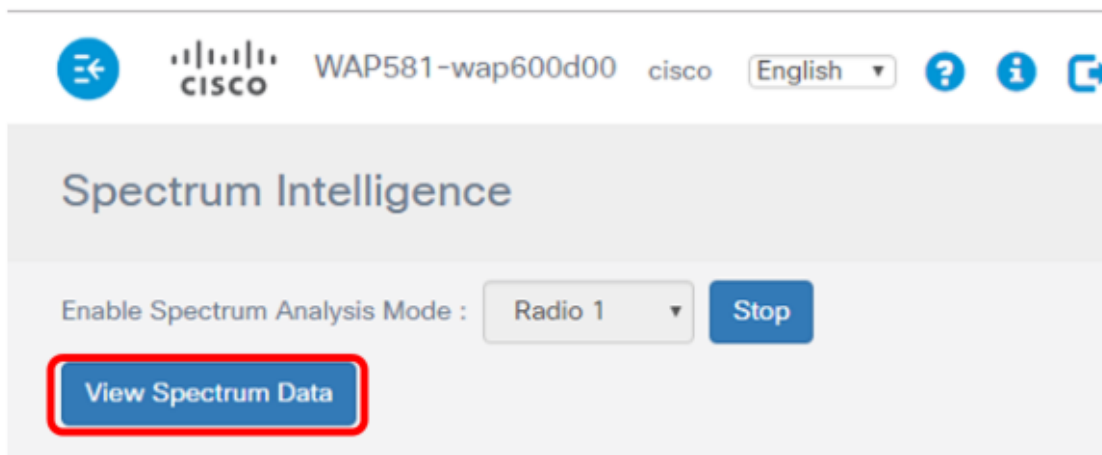 CISCO WAP581-wap600d00 cisco English
Spectrum Intelligence
Enable Spectrum Analysis Mode : Radio 1 Stop
View Spectrum Data